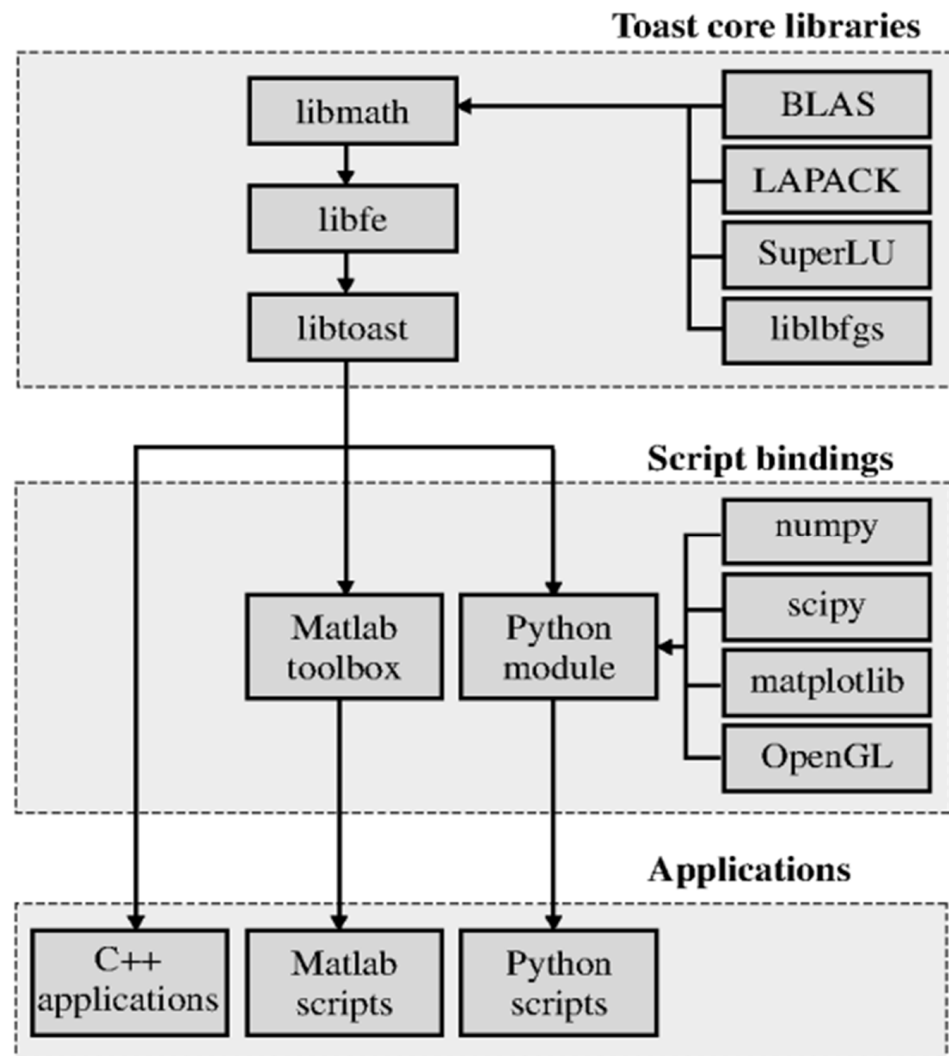 Toast core libraries
libmath
BLAS
LAPACK
libfe
SuperLU
libtoast
liblbfgs
Script bindings
numpy
scipy
Matlab
toolbox
Python
module
matplotlib
OpenGL
Applications
C++
applications
Matlab
scripts
Python
scripts